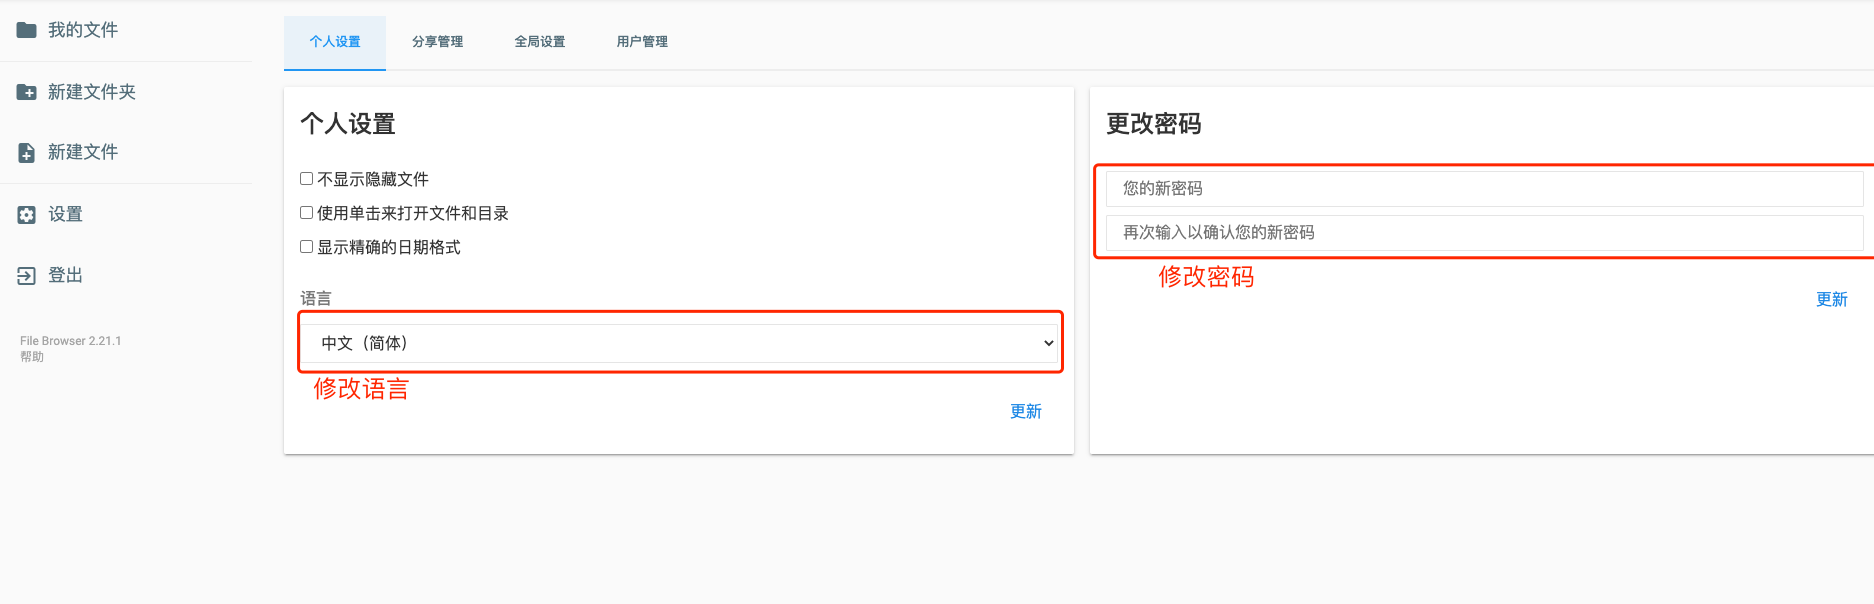 我的文件
新建文件夹
新建文件
设置
登出
File Browser 2.21.1
帮助
个人设置
分享管理
全局设置
用户管理
个人设置
不显示隐藏文件
使用单击来打开文件和目录
显示精确的日期格式
语言
中文（简体）
修改语言
更新
更改密码
您的新密码
再次输入以确认您的新密码
修改密码
更新